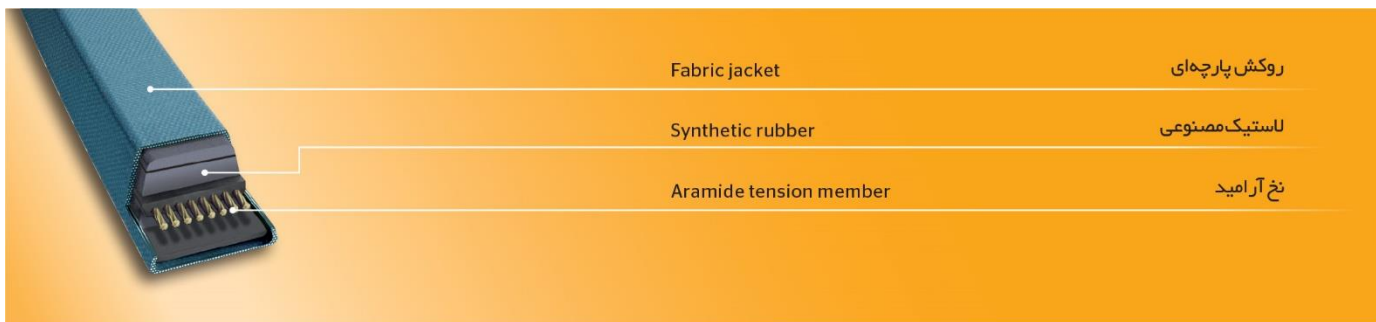 Fabric jacket روکش پارچه‌ای
Synthetic rubber لاستیک مصنوعی
Aramide tension member نخ آرامید